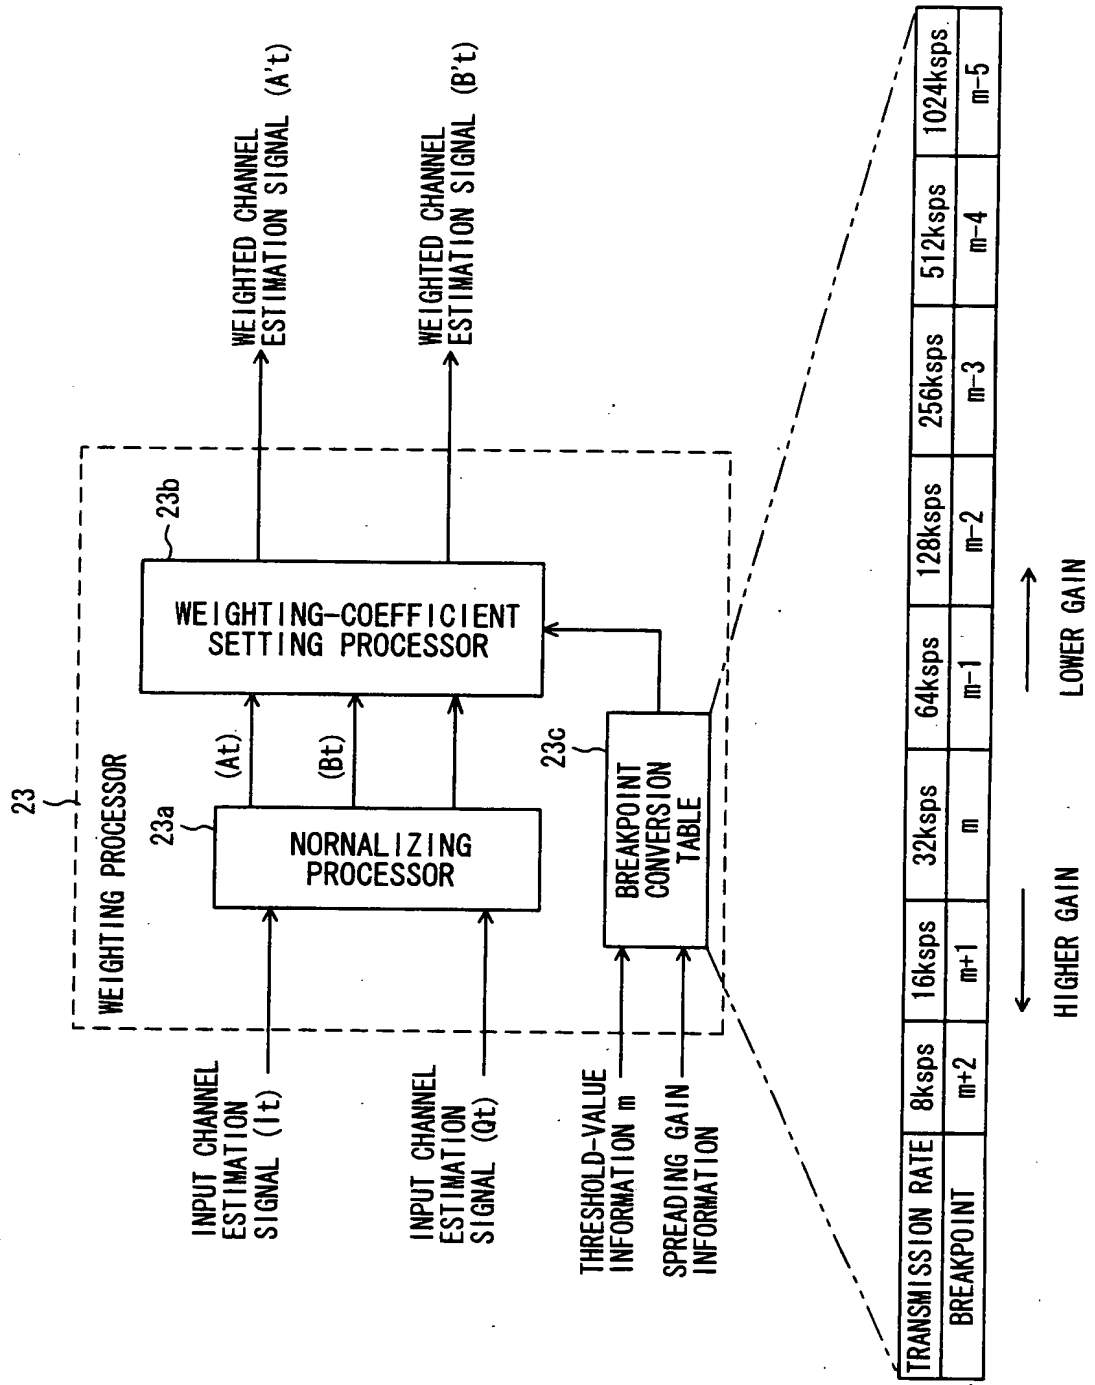 23
WEIGHTING PROCESSOR
INPUT CHANNEL
ESTIMATION
SIGNAL (It)
INPUT CHANNEL
ESTIMATION
SIGNAL (Qt)
THRESHOLD-VALUE
INFORMATION m
SPREADING GAIN
INFORMATION
23a
NORNALIZING
PROCESSOR
(At)
(Bt)
23b
WEIGHTING-COEFFICIENT
SETTING PROCESSOR
23c
BREAKPOINT
CONVERSION
TABLE
WEIGHTED CHANNEL
ESTIMATION SIGNAL (A't)
WEIGHTED CHANNEL
ESTIMATION SIGNAL (B't)
TRANSMISSION RATE 8ksps 16ksps 32ksps 64ksps 128ksps 256ksps 512ksps 1024ksps
BREAKPOINT m+2 m+1 m m-1 m-2 m-3 m-4 m-5
HIGHER GAIN
LOWER GAIN